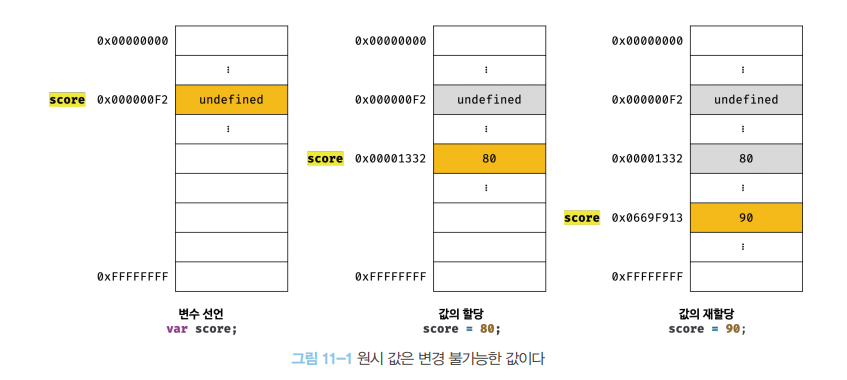 0x00000000
⋮
score 0x000000F2 undefined
⋮
0xFFFFFFFF
변수 선언
var score;
0x00000000
⋮
0x000000F2 undefined
⋮
score 0x00001332 80
⋮
0xFFFFFFFF
값의 할당
score = 80;
0x00000000
⋮
0x000000F2 undefined
⋮
0x00001332 80
⋮
score 0x0669F913 90
⋮
0xFFFFFFFF
값의 재할당
score = 90;
그림 11-1 원시 값은 변경 불가능한 값이다